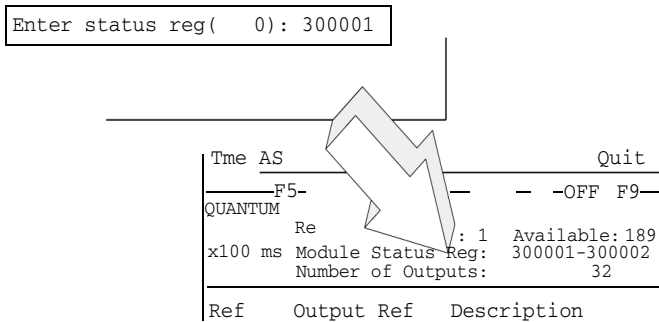 Enter status reg( 0): 300001
Tme AS Quit
F5 OFF F9
QUANTUM
Re : 1 Available: 189
x100 ms Module Status Reg: 300001-300002
Number of Outputs: 32
Ref Output Ref Description